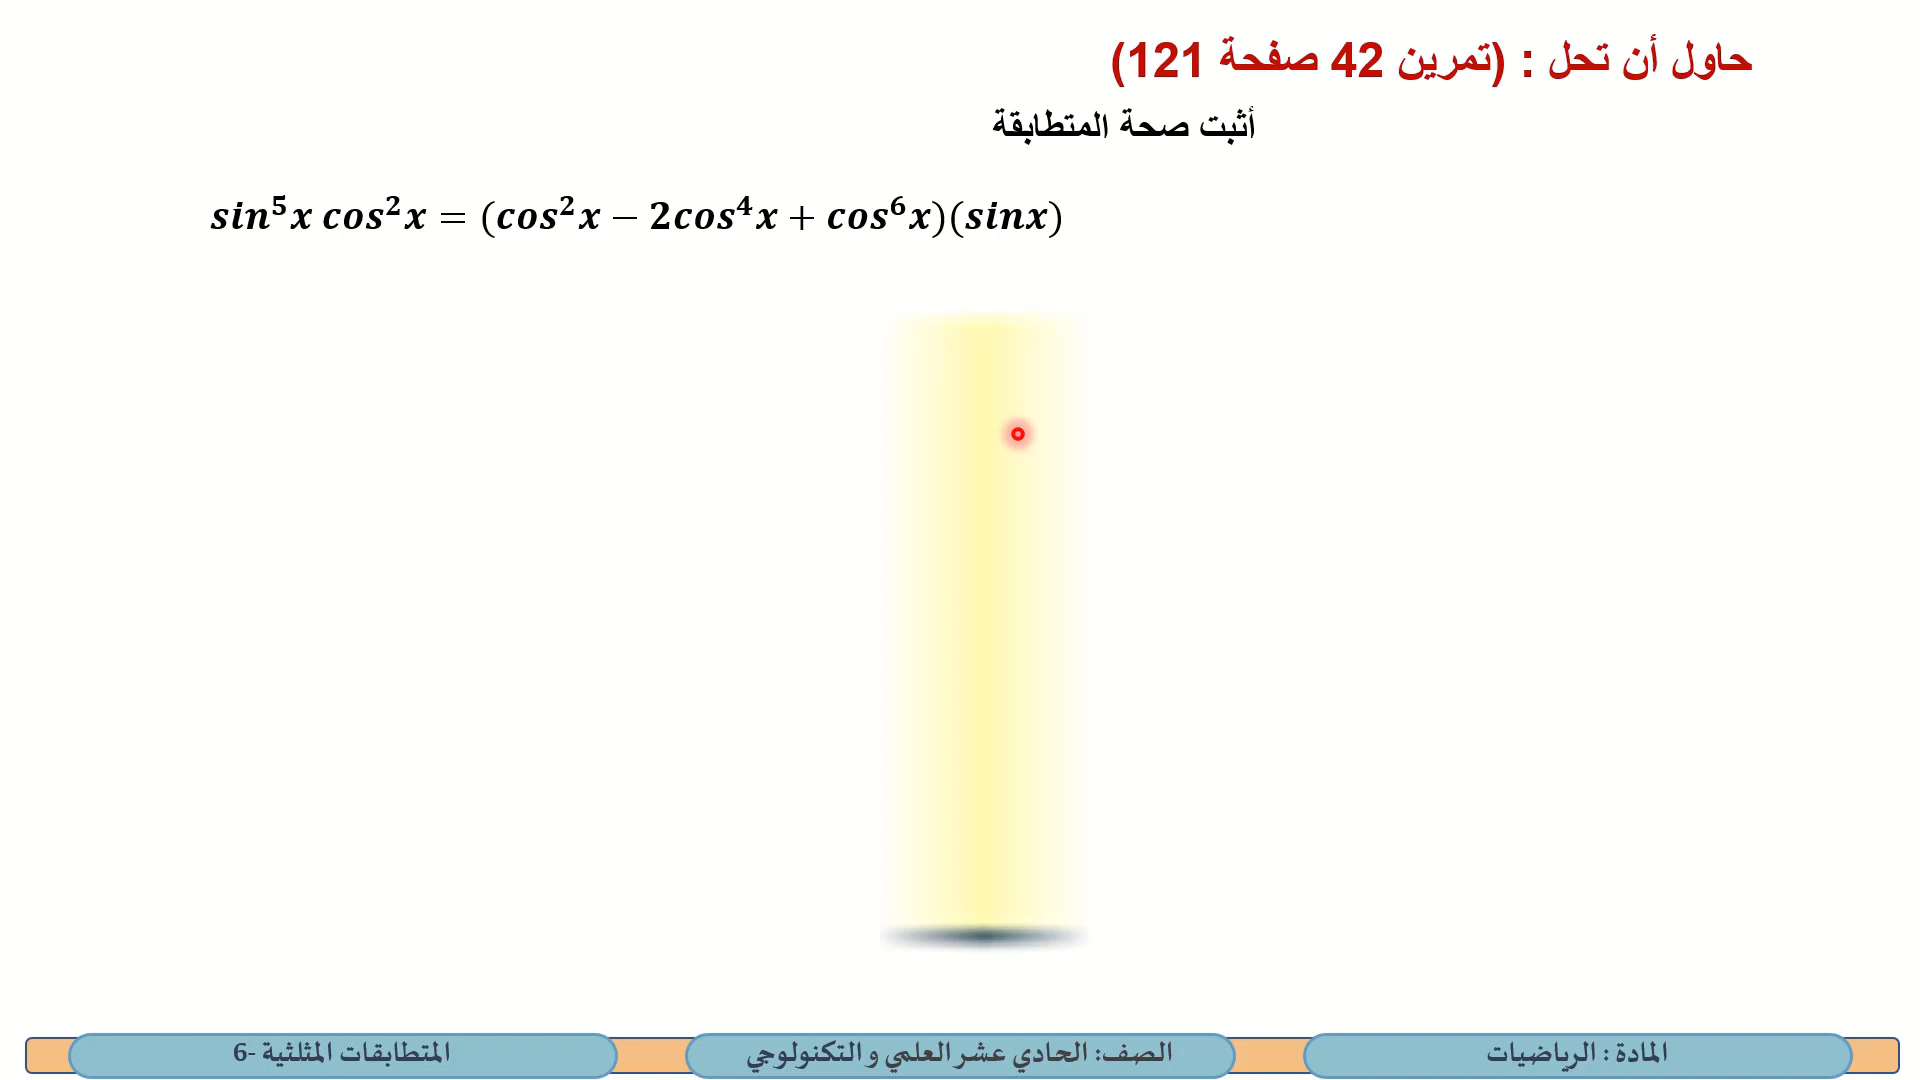 حاول أن تحل : (تمرين 42 صفحة 121)
أثبت صحة المتطابقة
sin⁵x cos²x = (cos²x − 2cos⁴x + cos⁶x)(sinx)
المادة : الرياضيات
الصف: الحادي عشر العلمي و التكنولوجي
المتطابقات المثلثية -6